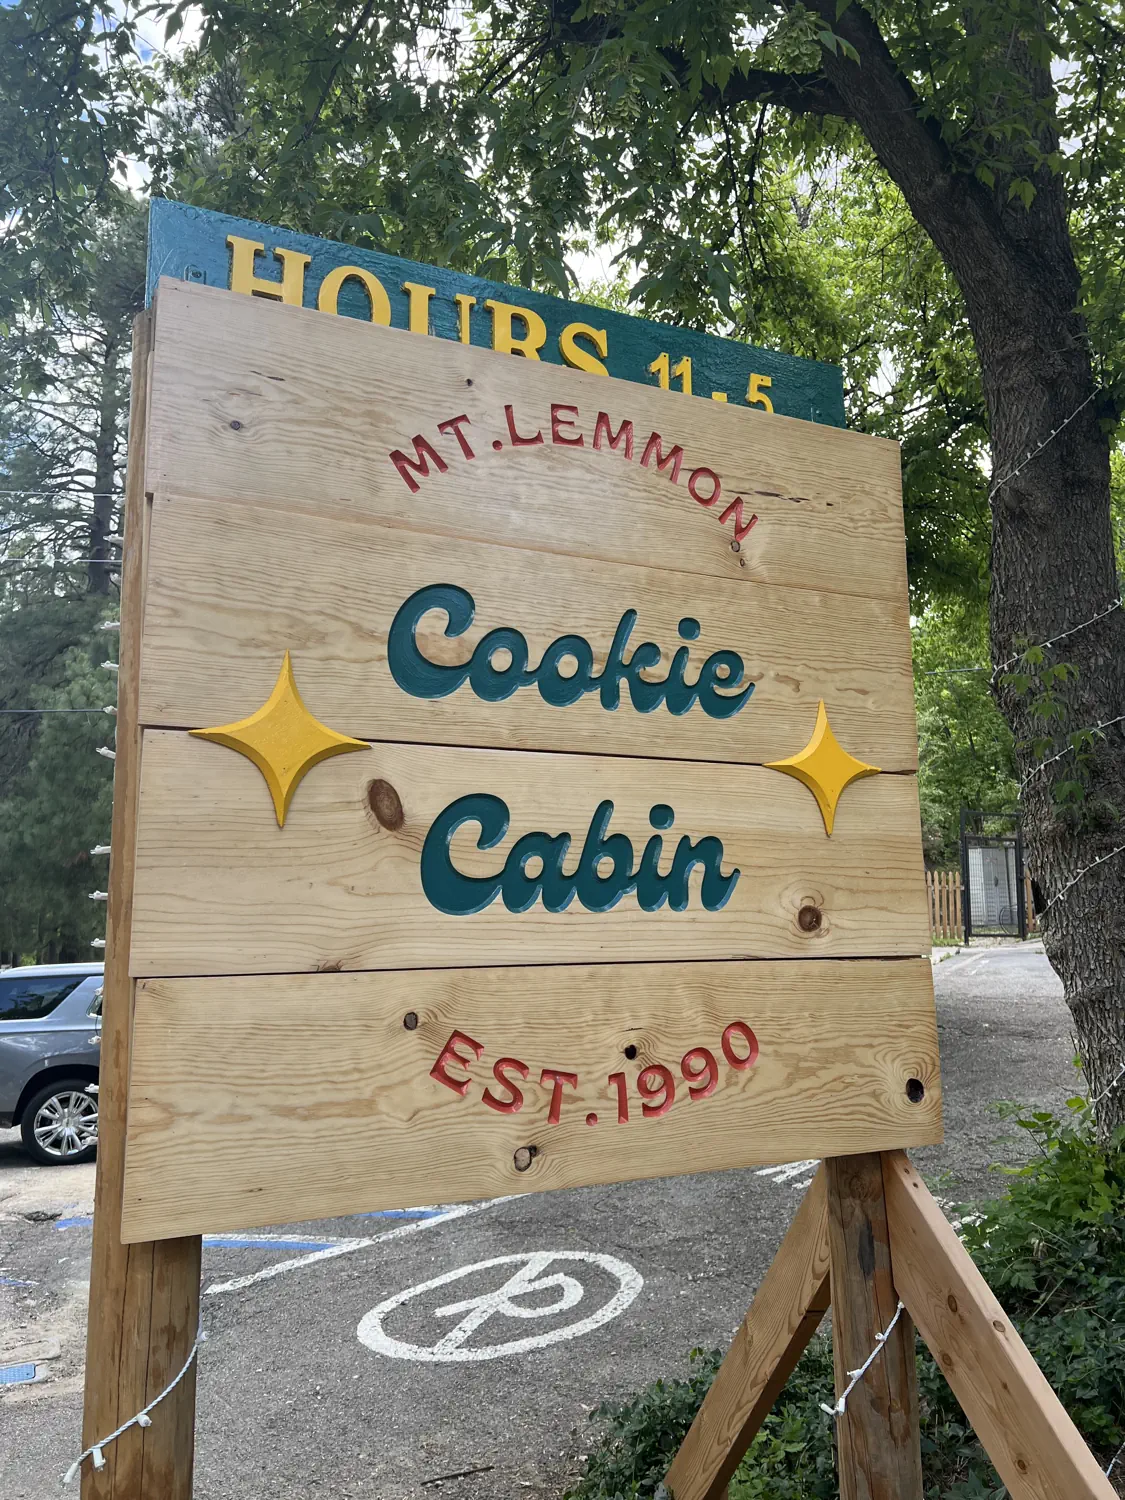 HOURS 11-5
MT. LEMMON
Cookie
Cabin
EST. 1990